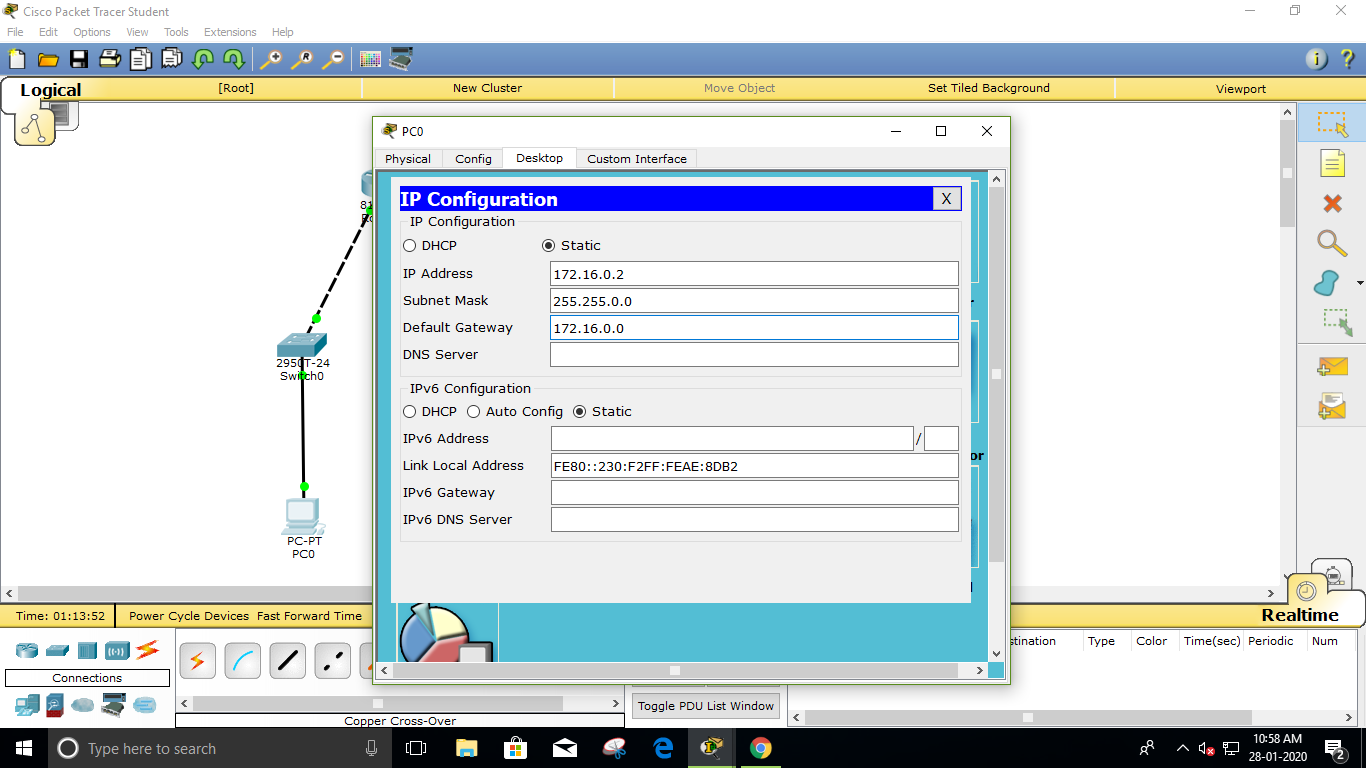 Cisco Packet Tracer Student
File Edit Options View Tools Extensions Help
Logical [Root] New Cluster Move Object Set Tiled Background Viewport
PC0
Physical Config Desktop Custom Interface
IP Configuration X
IP Configuration
DHCP Static
IP Address 172.16.0.2
Subnet Mask 255.255.0.0
Default Gateway 172.16.0.0
DNS Server
IPv6 Configuration
DHCP Auto Config Static
IPv6 Address /
Link Local Address FE80::230:F2FF:FEAE:8DB2
IPv6 Gateway
IPv6 DNS Server
2950T-24
Switch0
PC-PT
PC0
Time: 01:13:52 Power Cycle Devices Fast Forward Time Realtime
Connections
Copper Cross-Over
Toggle PDU List Window
stination Type Color Time(sec) Periodic Num
Type here to search
10:58 AM
28-01-2020
2